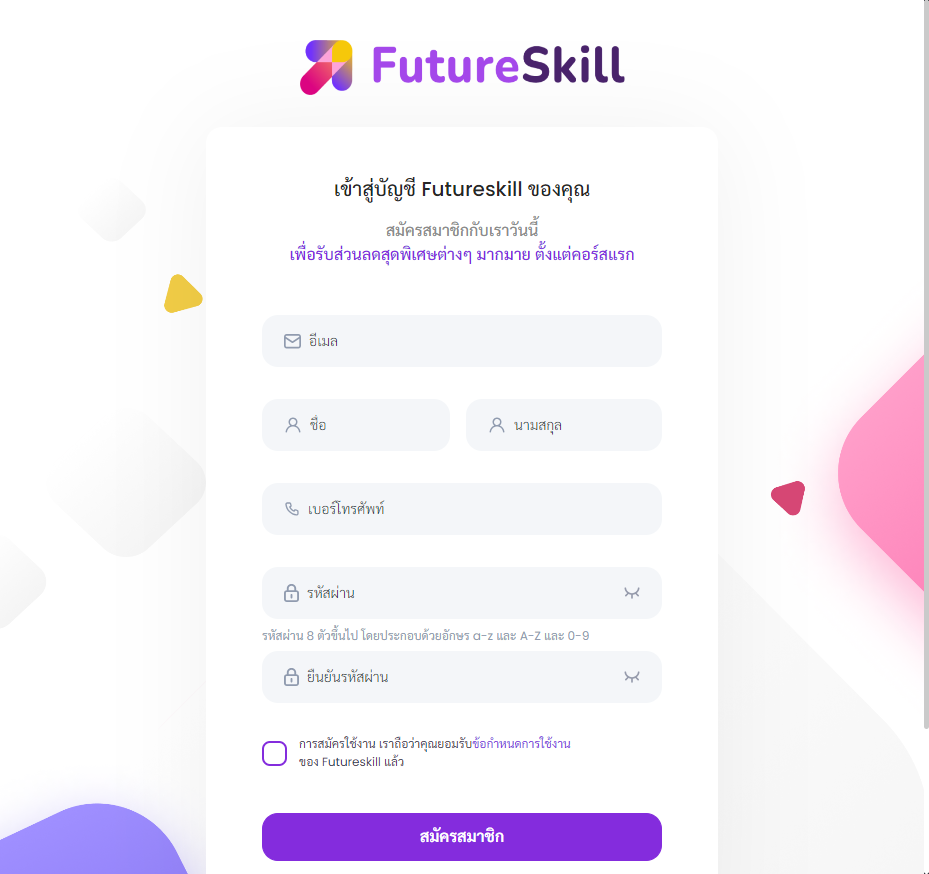 FutureSkill
เข้าสู่บัญชี Futureskill ของคุณ
สมัครสมาชิกกับเราวันนี้
เพื่อรับส่วนลดสุดพิเศษต่างๆ มากมาย ตั้งแต่คอร์สแรก
อีเมล
ชื่อ
นามสกุล
เบอร์โทรศัพท์
รหัสผ่าน
รหัสผ่าน 8 ตัวขึ้นไป โดยประกอบด้วยอักษร a-z และ A-Z และ 0-9
ยืนยันรหัสผ่าน
การสมัครใช้งาน เราถือว่าคุณยอมรับข้อกำหนดการใช้งาน
ของ Futureskill แล้ว
สมัครสมาชิก